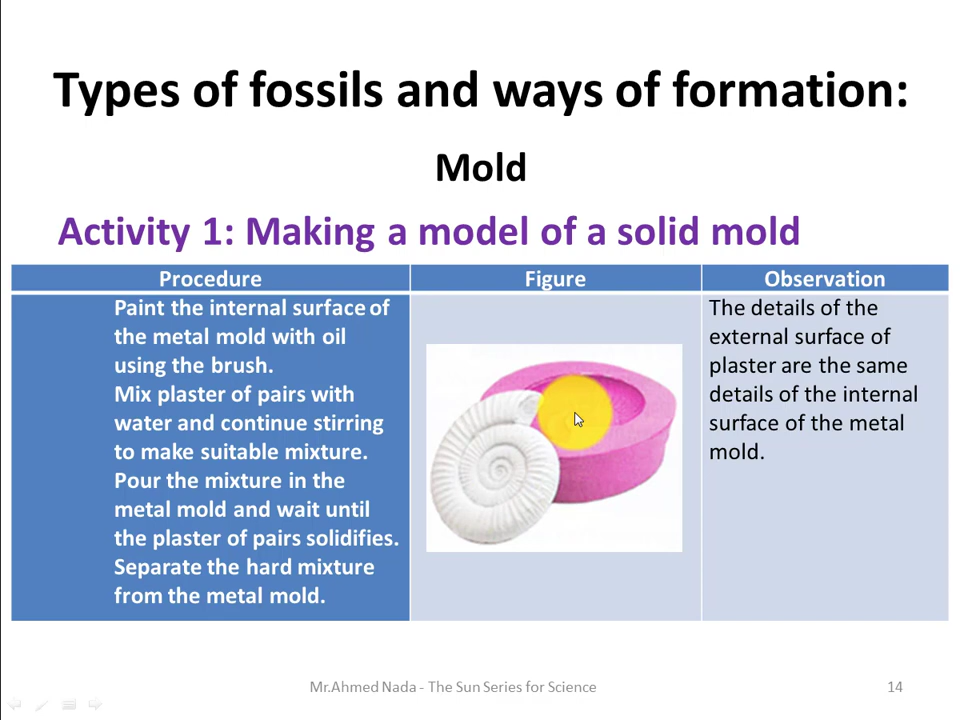 Types of fossils and ways of formation:
Mold
Activity 1: Making a model of a solid mold
Procedure
Figure
Observation
Paint the internal surface of
the metal mold with oil
using the brush.
Mix plaster of pairs with
water and continue stirring
to make suitable mixture.
Pour the mixture in the
metal mold and wait until
the plaster of pairs solidifies.
Separate the hard mixture
from the metal mold.
The details of the
external surface of
plaster are the same
details of the internal
surface of the metal
mold.
Mr.Ahmed Nada - The Sun Series for Science
14